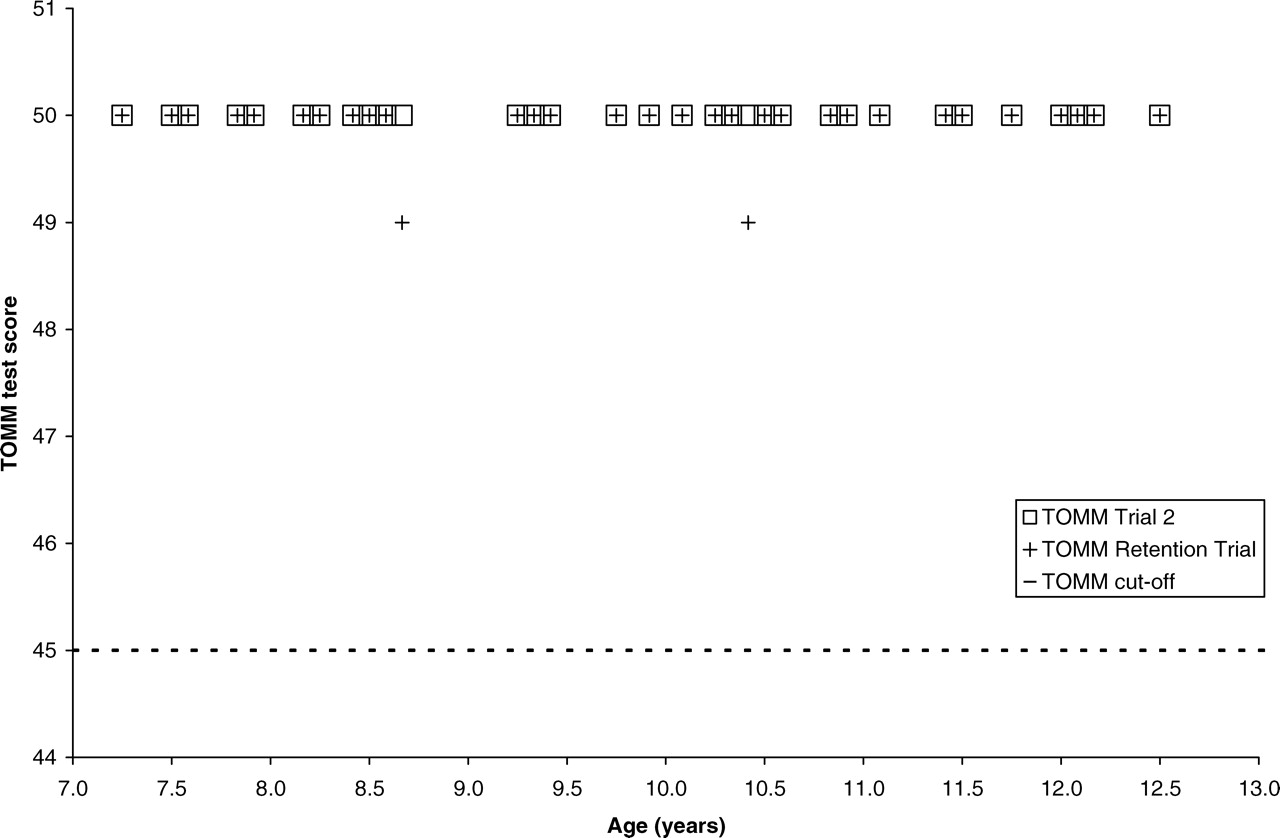 51
50
49
48
47
46
45
44
TOMM test score
TOMM Trial 2
TOMM Retention Trial
TOMM cut-off
7.0 7.5 8.0 8.5 9.0 9.5 10.0 10.5 11.0 11.5 12.0 12.5 13.0
Age (years)